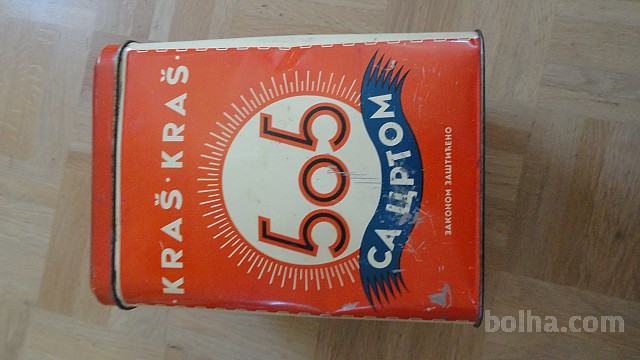 · KRAŠ · KRAŠ ·
505
СА ЦРТОМ
ЗАКОНОМ ЗАШТИЋЕНО
bolha.com